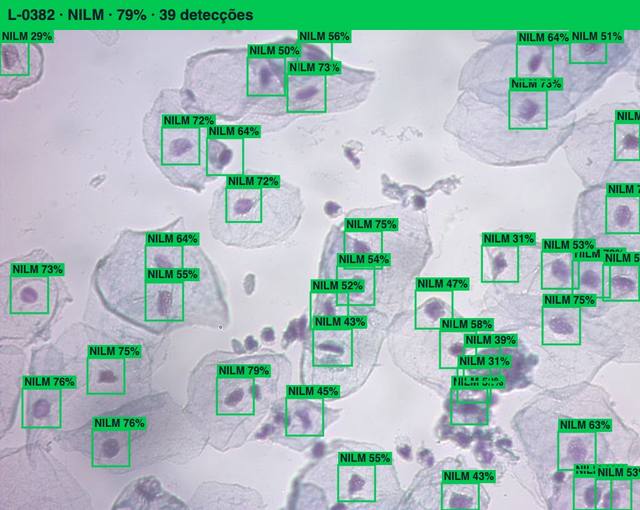 L-0382 · NILM · 79% · 39 detecções
NILM 29%
NILM 56%
NILM 64%
NILM 51%
NILM 50%
NILM 73%
NILM 73%
NILM 72%
NILM 64%
NILM
NILM 72%
NILM 75%
NILM 64%
NILM 31%
NILM 53%
NILM 54%
NILM 73%
NILM 55%
NILM 52%
NILM 47%
NILM 75%
NILM 43%
NILM 58%
NILM 39%
NILM 75%
NILM 31%
NILM 79%
NILM 76%
NILM 45%
NILM 76%
NILM 63%
NILM 55%
NILM 43%
NILM 53%